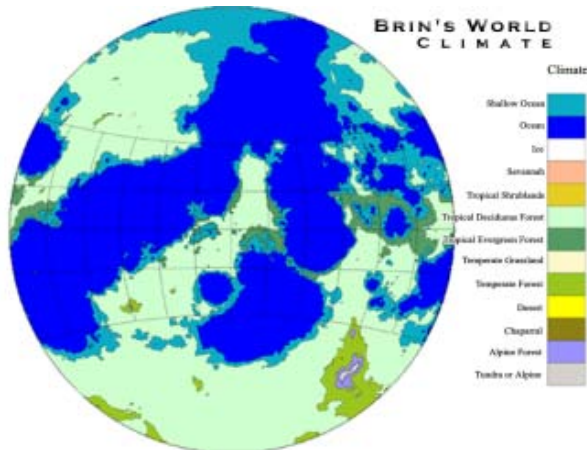 BRIN'S WORLD
CLIMATE
Climate
Shallow Ocean
Ocean
Ice
Savannah
Tropical Shrublands
Tropical Deciduous Forest
Tropical Evergreen Forest
Temperate Grassland
Temperate Forest
Desert
Chaparral
Alpine Forest
Tundra or Alpine